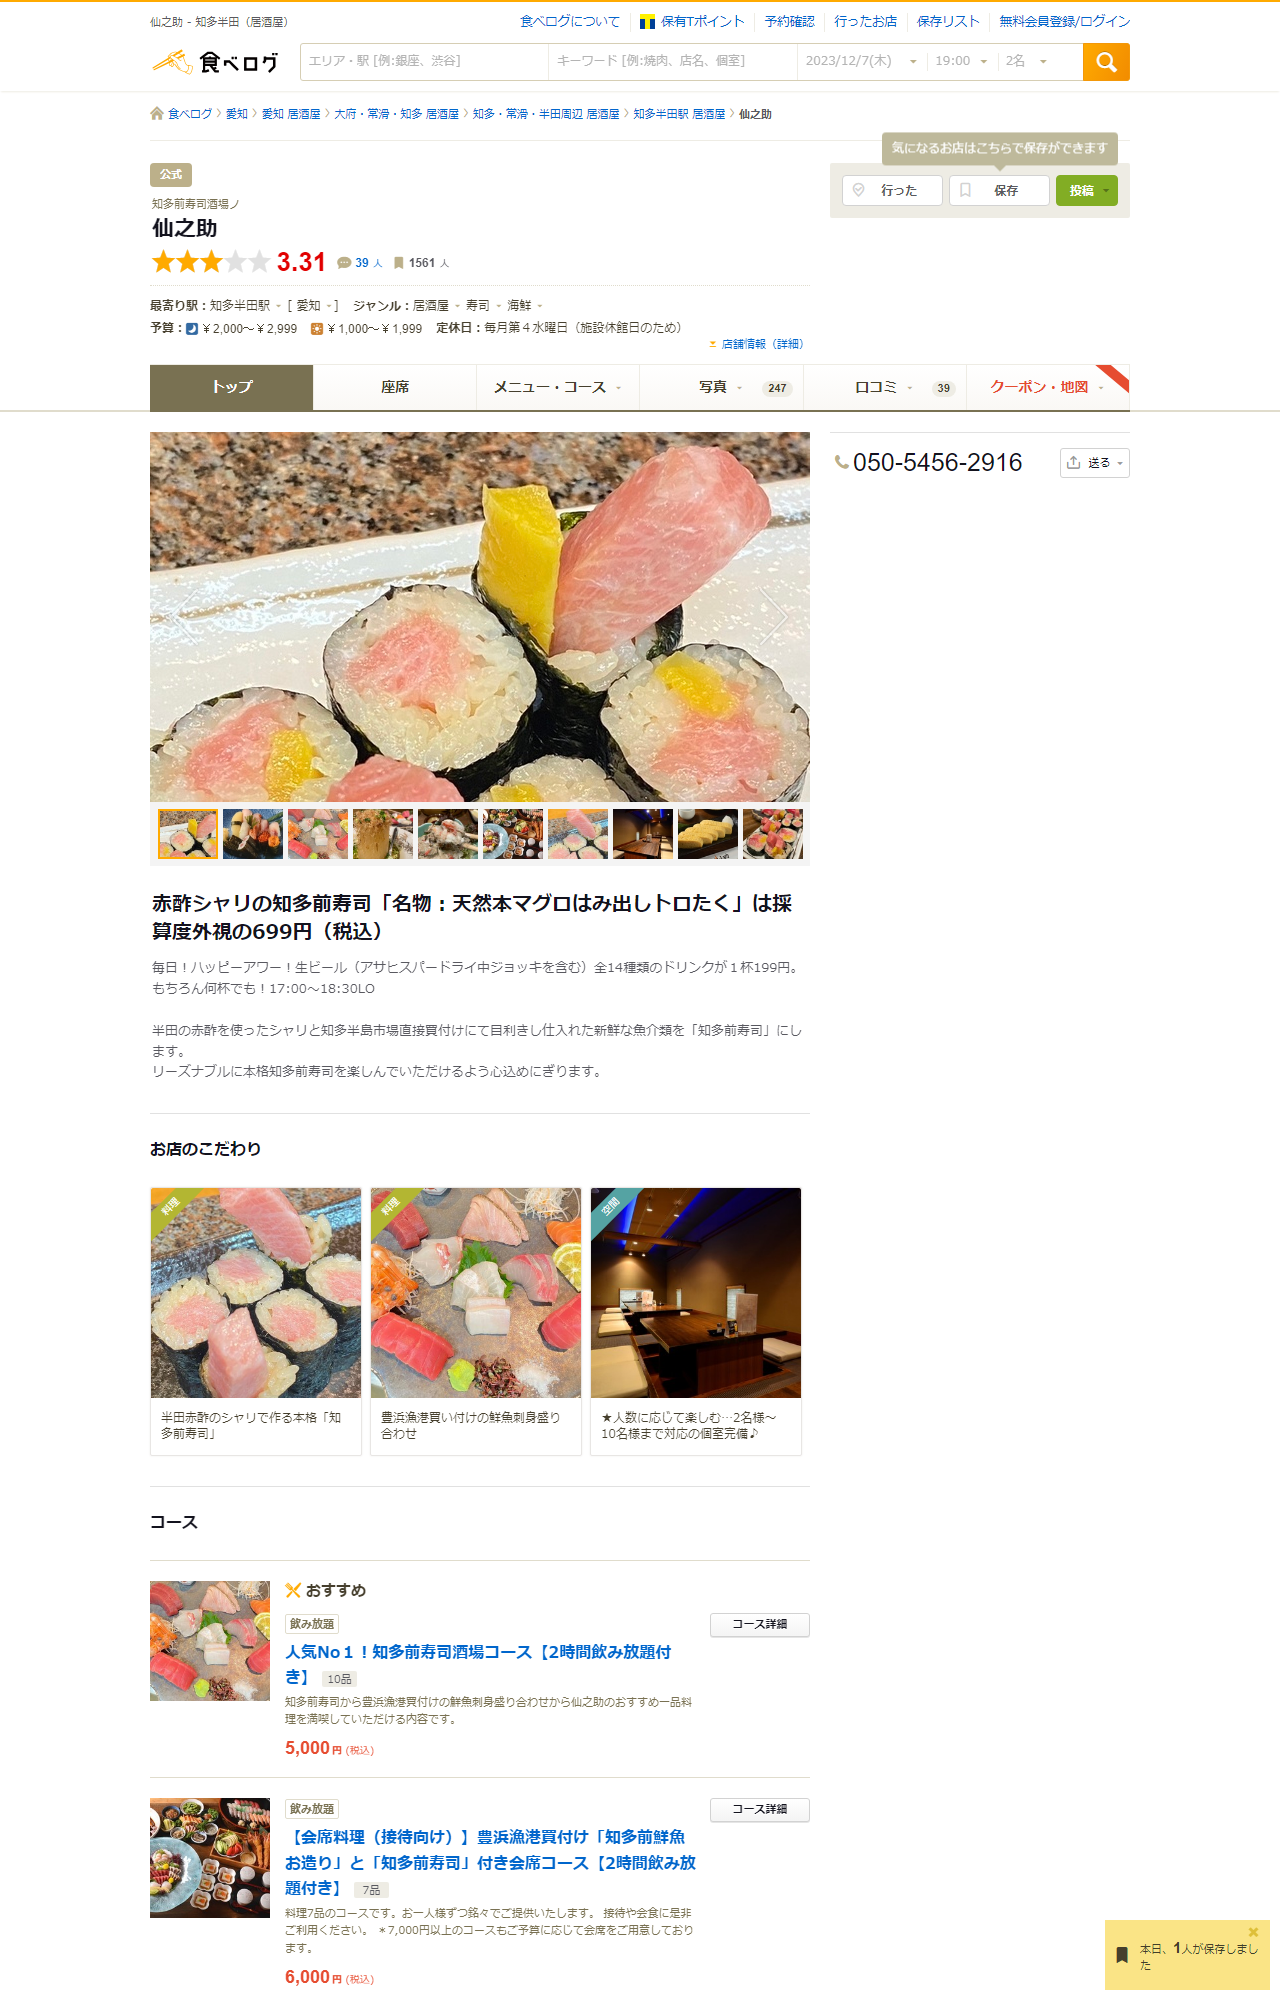 仙之助 - 知多半田（居酒屋）
食べログについて 保有Tポイント 予約確認 行ったお店 保存リスト 無料会員登録/ログイン
食べログ エリア・駅 [例:銀座、渋谷] キーワード [例:焼肉、店名、個室] 2023/12/7(木) 19:00 2名
食べログ 愛知 愛知 居酒屋 大府・常滑・知多 居酒屋 知多・常滑・半田周辺 居酒屋 知多半田駅 居酒屋 仙之助
気になるお店はこちらで保存ができます
公式
行った 保存 投稿
知多前寿司酒場ノ
仙之助
3.31 39 人 1561 人
最寄り駅：知多半田駅 [ 愛知 ] ジャンル：居酒屋 寿司 海鮮
予算：￥2,000～￥2,999 ￥1,000～￥1,999 定休日：毎月第４水曜日（施設休館日のため）
店舗情報（詳細）
トップ 座席 メニュー・コース 写真 247 口コミ 39 クーポン・地図
050-5456-2916 送る
赤酢シャリの知多前寿司「名物：天然本マグロはみ出しトロたく」は採
算度外視の699円（税込）
毎日！ハッピーアワー！生ビール（アサヒスパードライ中ジョッキを含む）全14種類のドリンクが１杯199円。
もちろん何杯でも！17:00～18:30LO
半田の赤酢を使ったシャリと知多半島市場直接買付けにて目利きし仕入れた新鮮な魚介類を「知多前寿司」にし
ます。
リーズナブルに本格知多前寿司を楽しんでいただけるよう心込めにぎります。
お店のこだわり
料理 料理 空間
半田赤酢のシャリで作る本格「知
多前寿司」
豊浜漁港買い付けの鮮魚刺身盛り
合わせ
★人数に応じて楽しむ…2名様～
10名様まで対応の個室完備♪
コース
おすすめ
飲み放題
コース詳細
人気No１！知多前寿司酒場コース【2時間飲み放題付
き】 10品
知多前寿司から豊浜漁港買付けの鮮魚刺身盛り合わせから仙之助のおすすめ一品料
理を満喫していただける内容です。
5,000 円 (税込)
飲み放題
コース詳細
【会席料理（接待向け）】豊浜漁港買付け「知多前鮮魚
お造り」と「知多前寿司」付き会席コース【2時間飲み放
題付き】 7品
料理7品のコースです。お一人様ずつ銘々でご提供いたします。 接待や会食に是非
ご利用ください。 ＊7,000円以上のコースもご予算に応じて会席をご用意しており
ます。
6,000 円 (税込)
本日、1人が保存しまし
た